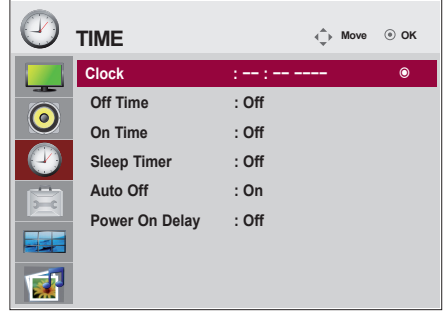 TIME Move OK
Clock : −− : −− −−−−
Off Time : Off
On Time : Off
Sleep Timer : Off
Auto Off : On
Power On Delay : Off